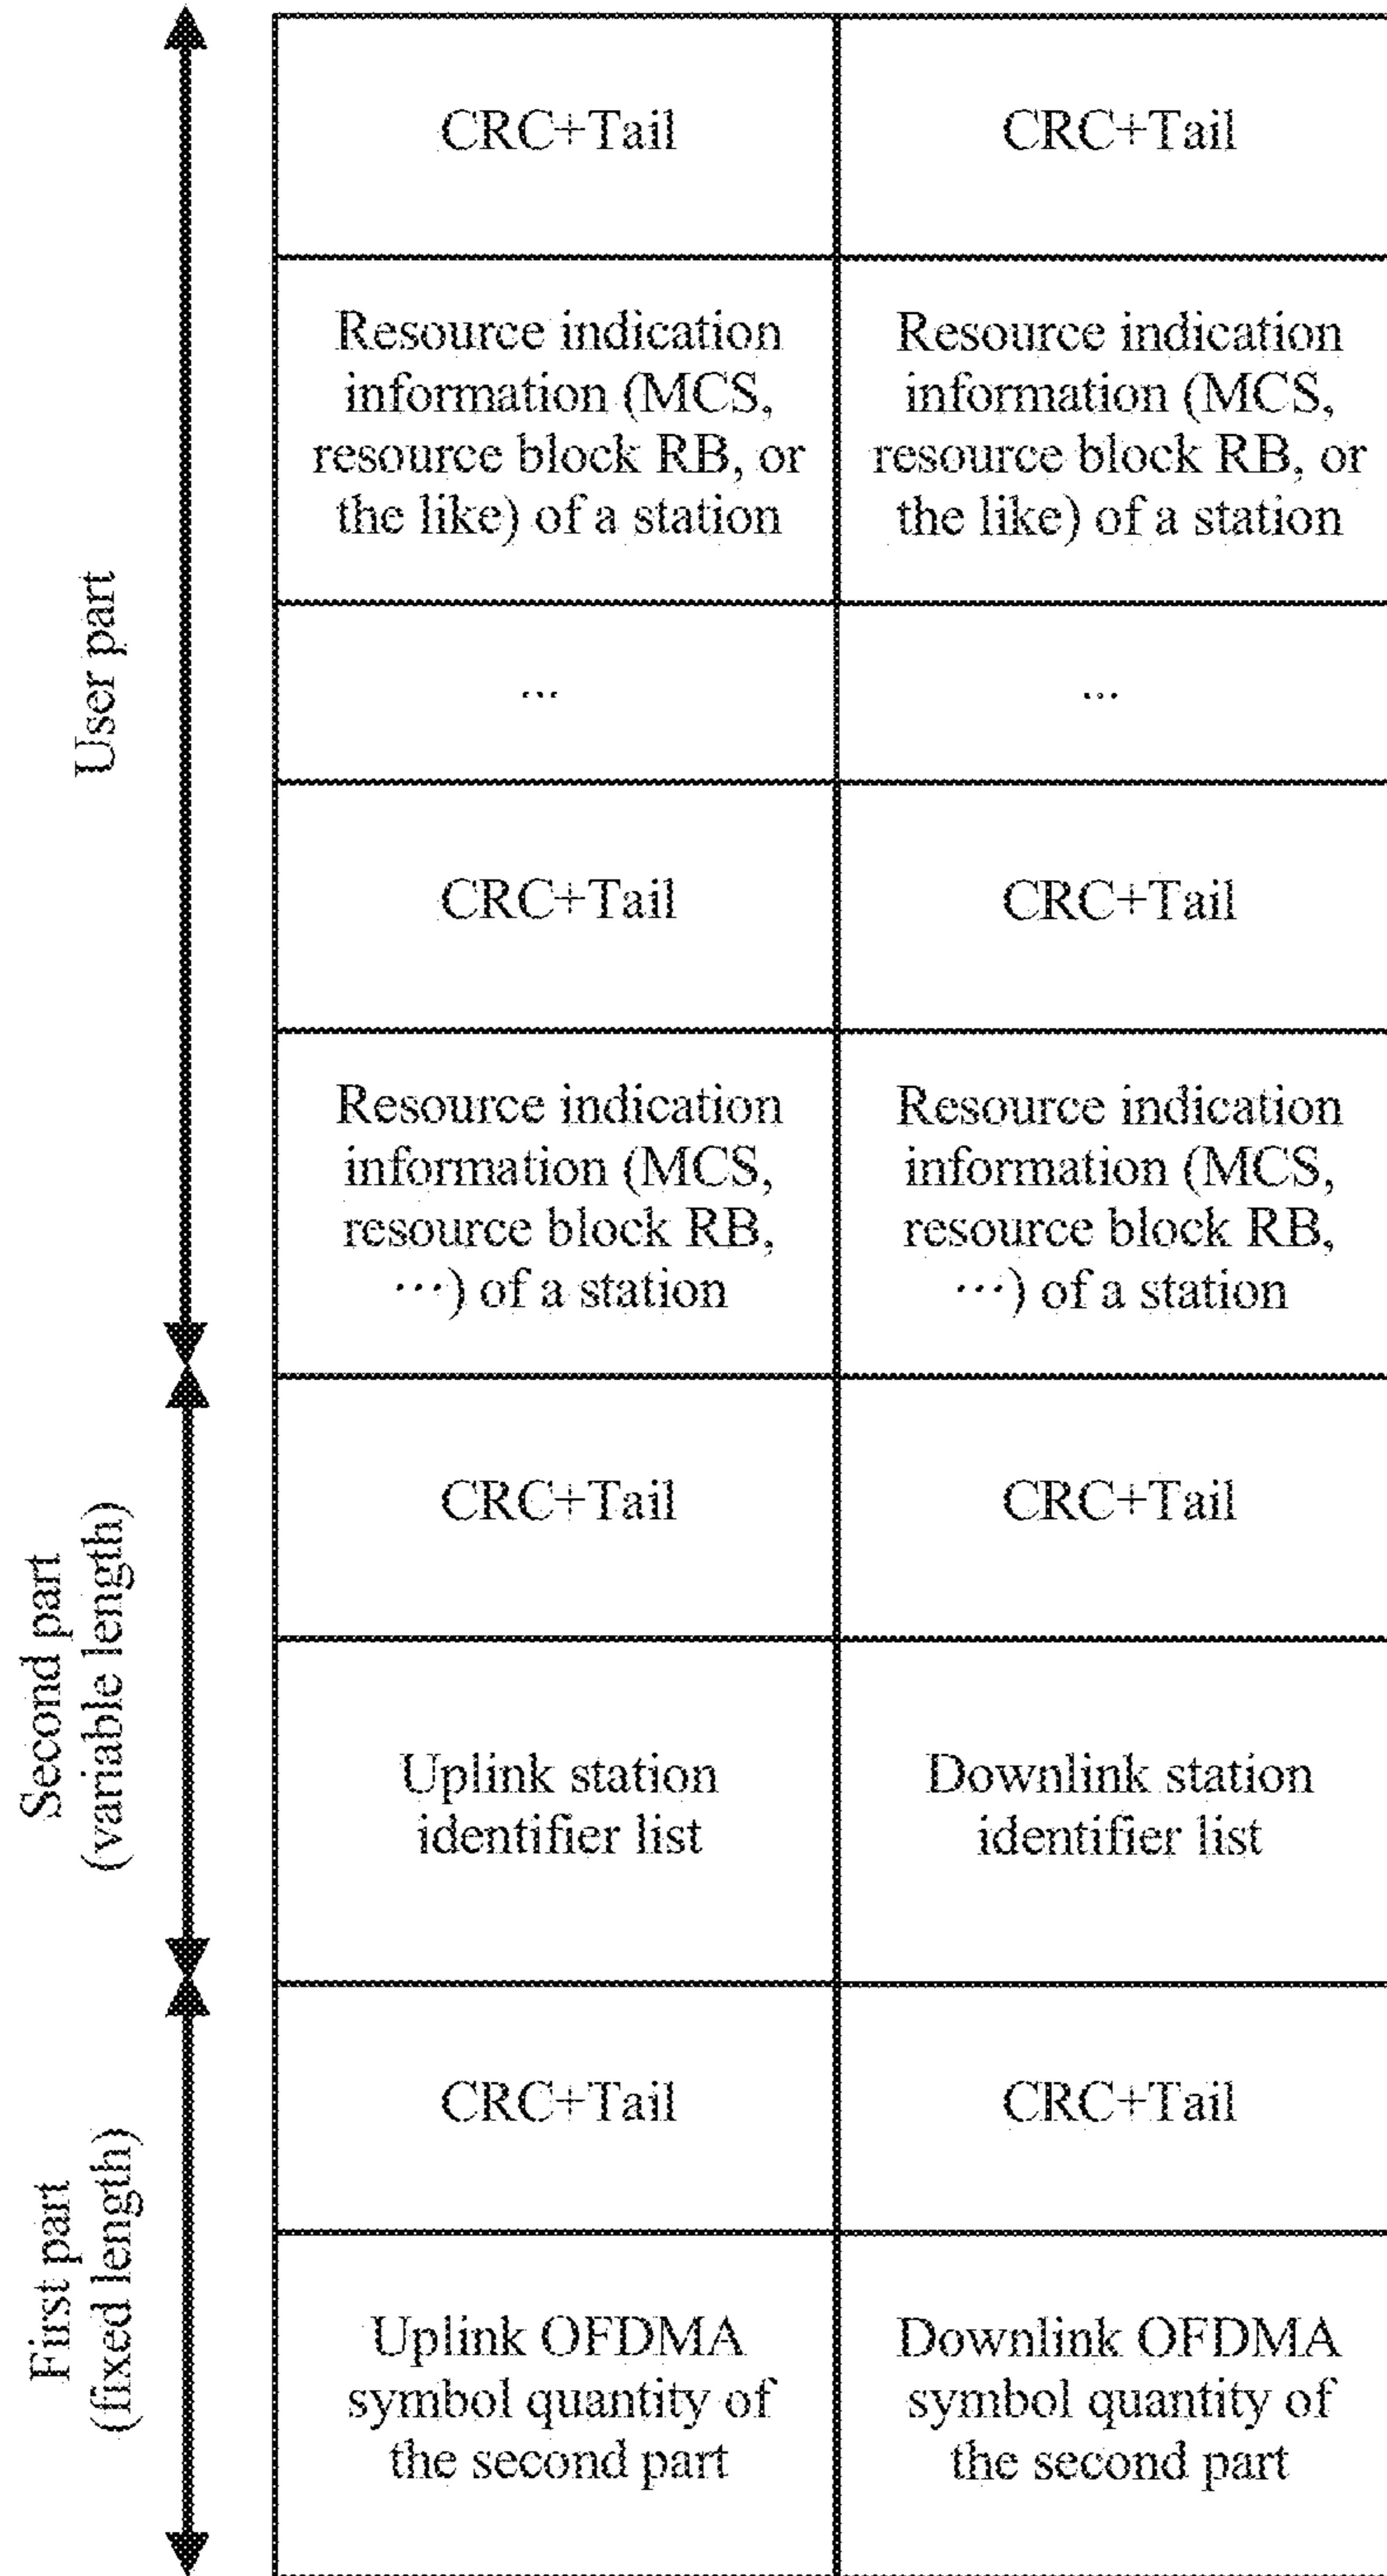 CRC+Tail
CRC+Tail
Resource indication
information (MCS,
resource block RB, or
the like) of a station
Resource indication
information (MCS,
resource block RB, or
the like) of a station
User part
...
...
CRC+Tail
CRC+Tail
Resource indication
information (MCS,
resource block RB,
···) of a station
Resource indication
information (MCS,
resource block RB,
···) of a station
Second part
(variable length)
CRC+Tail
CRC+Tail
Uplink station
identifier list
Downlink station
identifier list
First part
(fixed length)
CRC+Tail
CRC+Tail
Uplink OFDMA
symbol quantity of
the second part
Downlink OFDMA
symbol quantity of
the second part